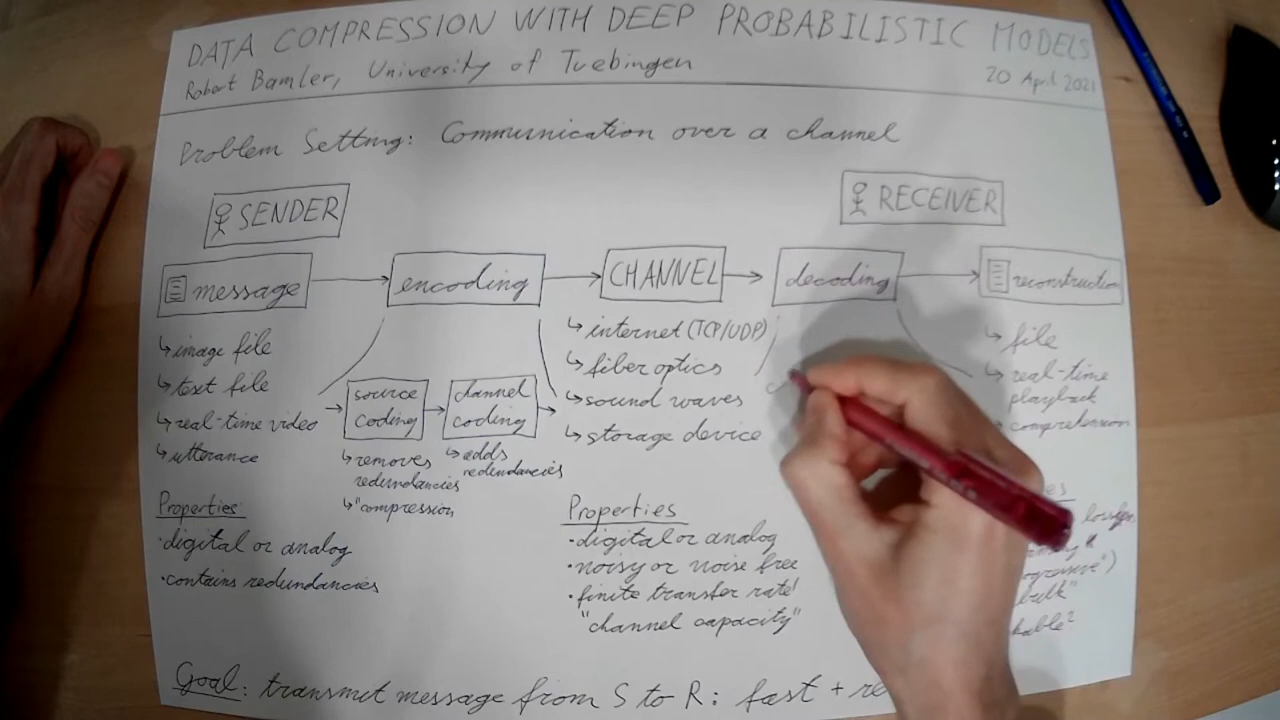 DATA COMPRESSION WITH DEEP PROBABILISTIC MODELS
Robert Bamler, University of Tuebingen
20 April 2021
Problem Setting: Communication over a channel
SENDER
RECEIVER
message
encoding
CHANNEL
decoding
reconstruction
↳ image file
↳ text file
↳ real-time video
↳ utterance
source
coding
↳ removes
redundancies
↳ "compression
channel
coding
↳ adds
redundancies
↳ internet (TCP/UDP)
↳ fiber optics
↳ sound waves
↳ storage device
↳ file
↳ real-time
playback
comprehension
Properties
· digital or analog
· contains redundancies
Properties
· digital or analog
· noisy or noise free
· finite transfer rate
"channel capacity"
Goal: transmit message from S to R: fast +